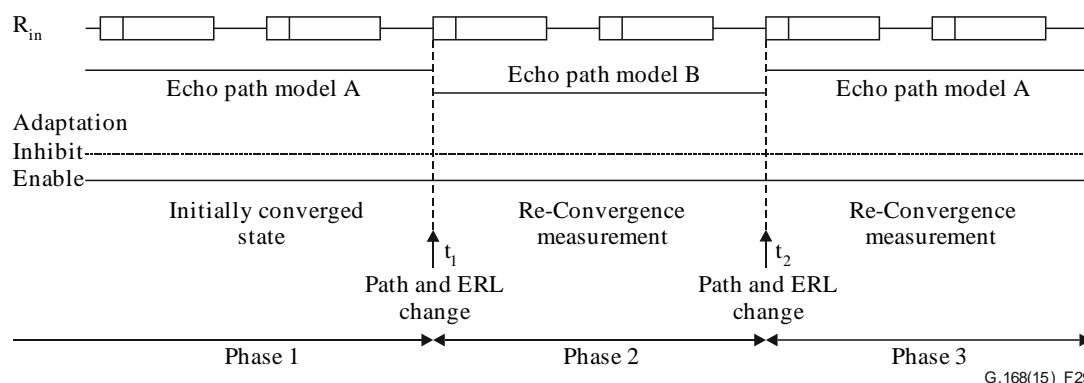 R_in
Echo path model A
Echo path model B
Echo path model A
Adaptation
Inhibit
Enable
Initially converged
state
Re-Convergence
measurement
Re-Convergence
measurement
t_1
t_2
Path and ERL
change
Path and ERL
change
Phase 1
Phase 2
Phase 3